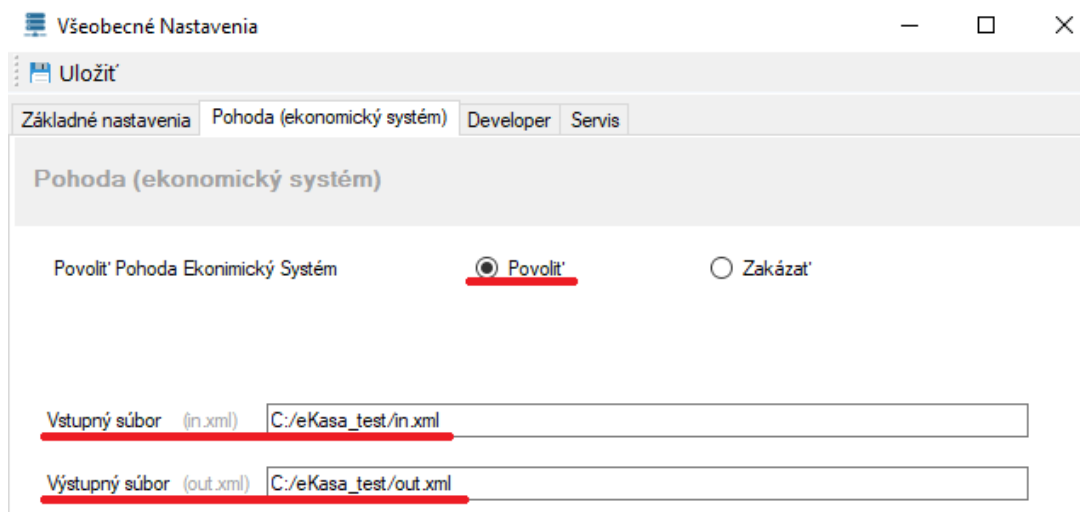 Všeobecné Nastavenia
Uložiť
Základné nastavenia Pohoda (ekonomický systém) Developer Servis
Pohoda (ekonomický systém)
Povoliť Pohoda Ekonimický Systém Povoliť Zakázať
Vstupný súbor (in.xml) C:/eKasa_test/in.xml
Výstupný súbor (out.xml) C:/eKasa_test/out.xml